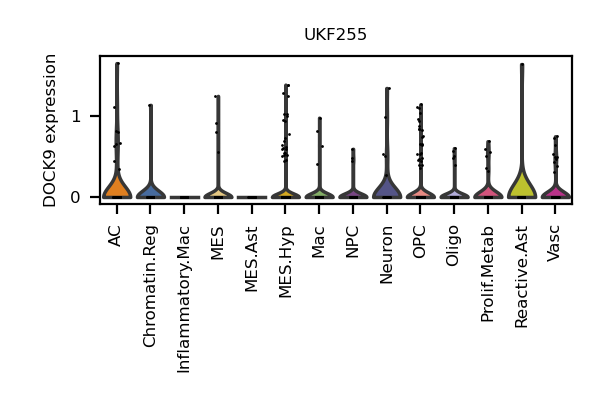 UKF255
DOCK9 expression
1
0
AC
Chromatin.Reg
Inflammatory.Mac
MES
MES.Ast
MES.Hyp
Mac
NPC
Neuron
OPC
Oligo
Prolif.Metab
Reactive.Ast
Vasc